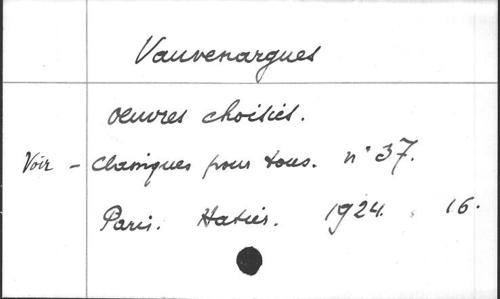 Vauvenargues
oeuvres choisies.
Voir - Classiques pour tous. n° 37.
Paris. Hatier. 1924. 16.